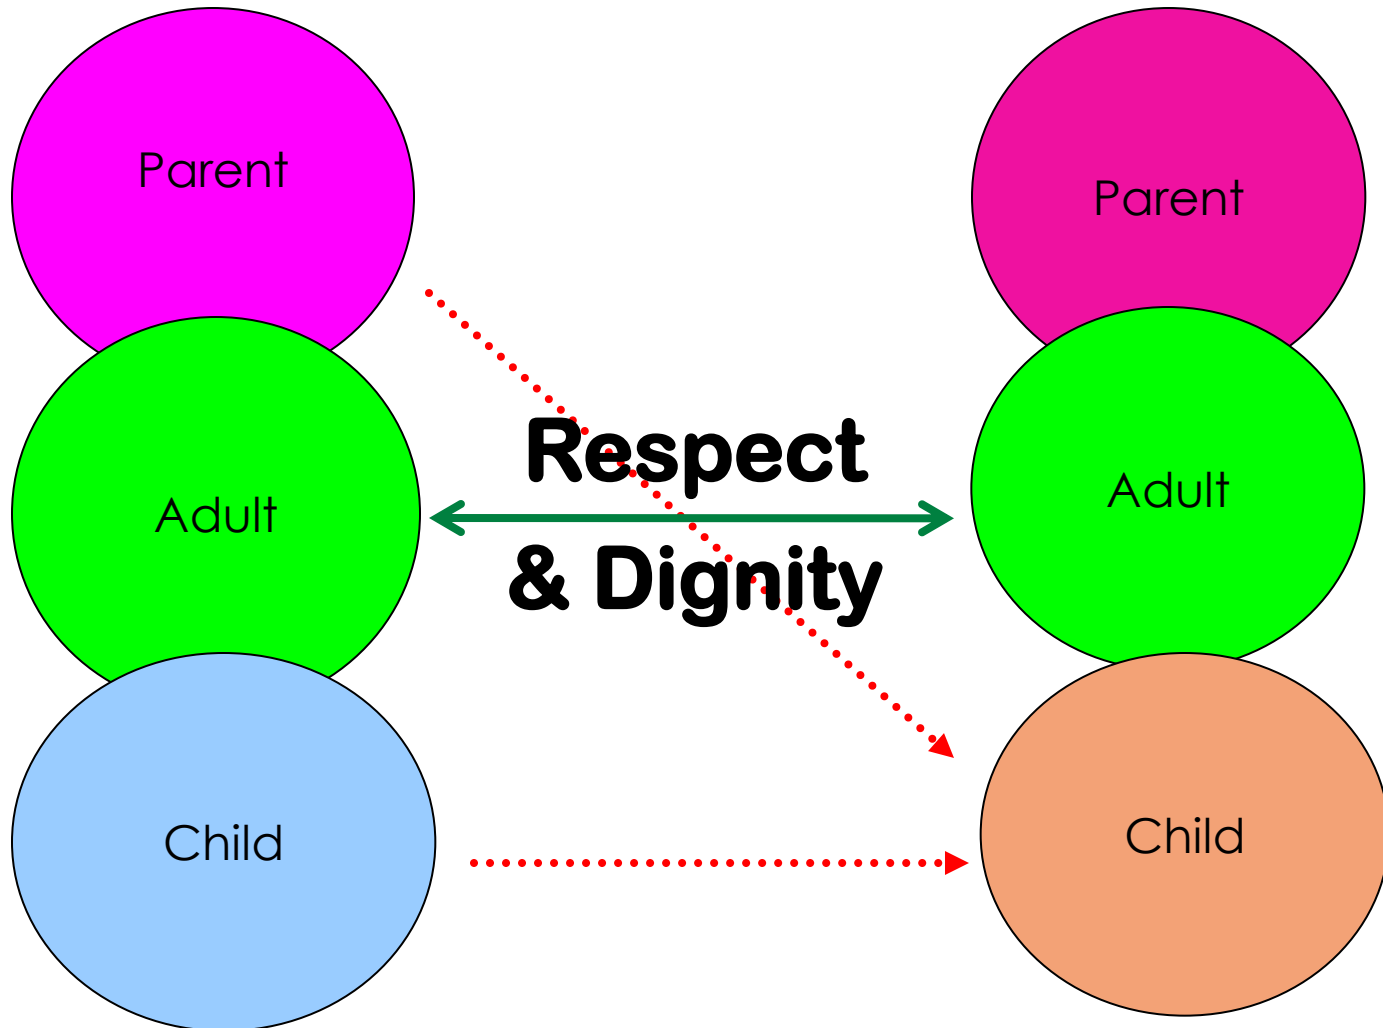 Parent
Parent
Respect
Adult
Adult
& Dignity
Child
Child